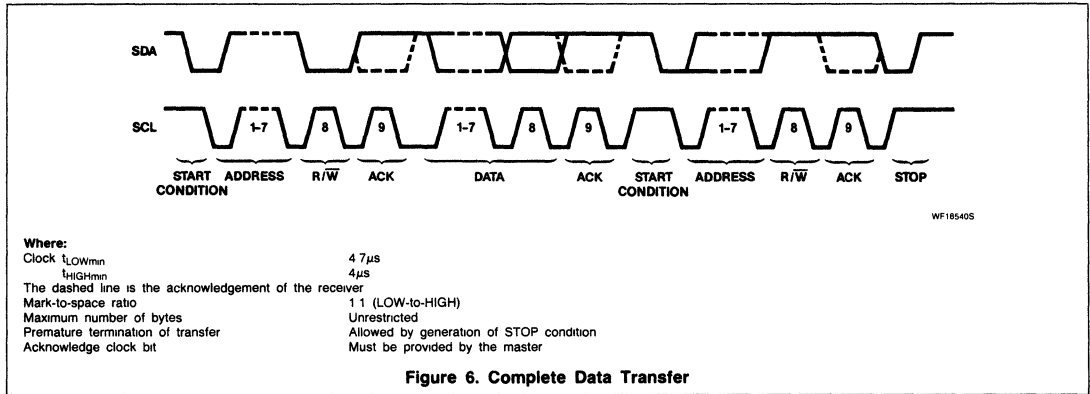 SDA
SCL 1–7 8 9 1–7 8 9 1–7 8 9
START CONDITION ADDRESS R/W̅ ACK DATA ACK START CONDITION ADDRESS R/W̅ ACK STOP
WF18540S
Where:
Clock tLOWmin 4 7μs
tHIGHmin 4μs
The dashed line is the acknowledgement of the receiver
Mark-to-space ratio 1 1 (LOW-to-HIGH)
Maximum number of bytes Unrestricted
Premature termination of transfer Allowed by generation of STOP condition
Acknowledge clock bit Must be provided by the master
Figure 6. Complete Data Transfer